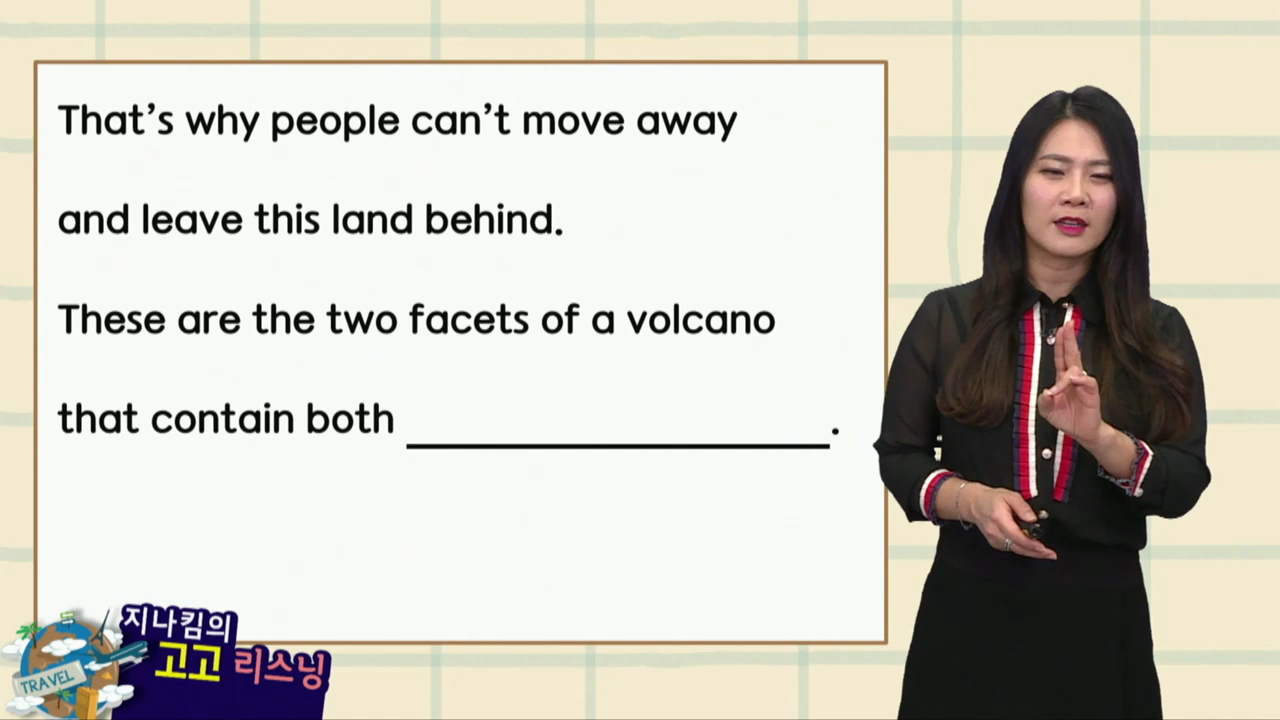 That's why people can't move away
and leave this land behind.
These are the two facets of a volcano
that contain both ____________________.
지나킴의
고고 리스닝
TRAVEL